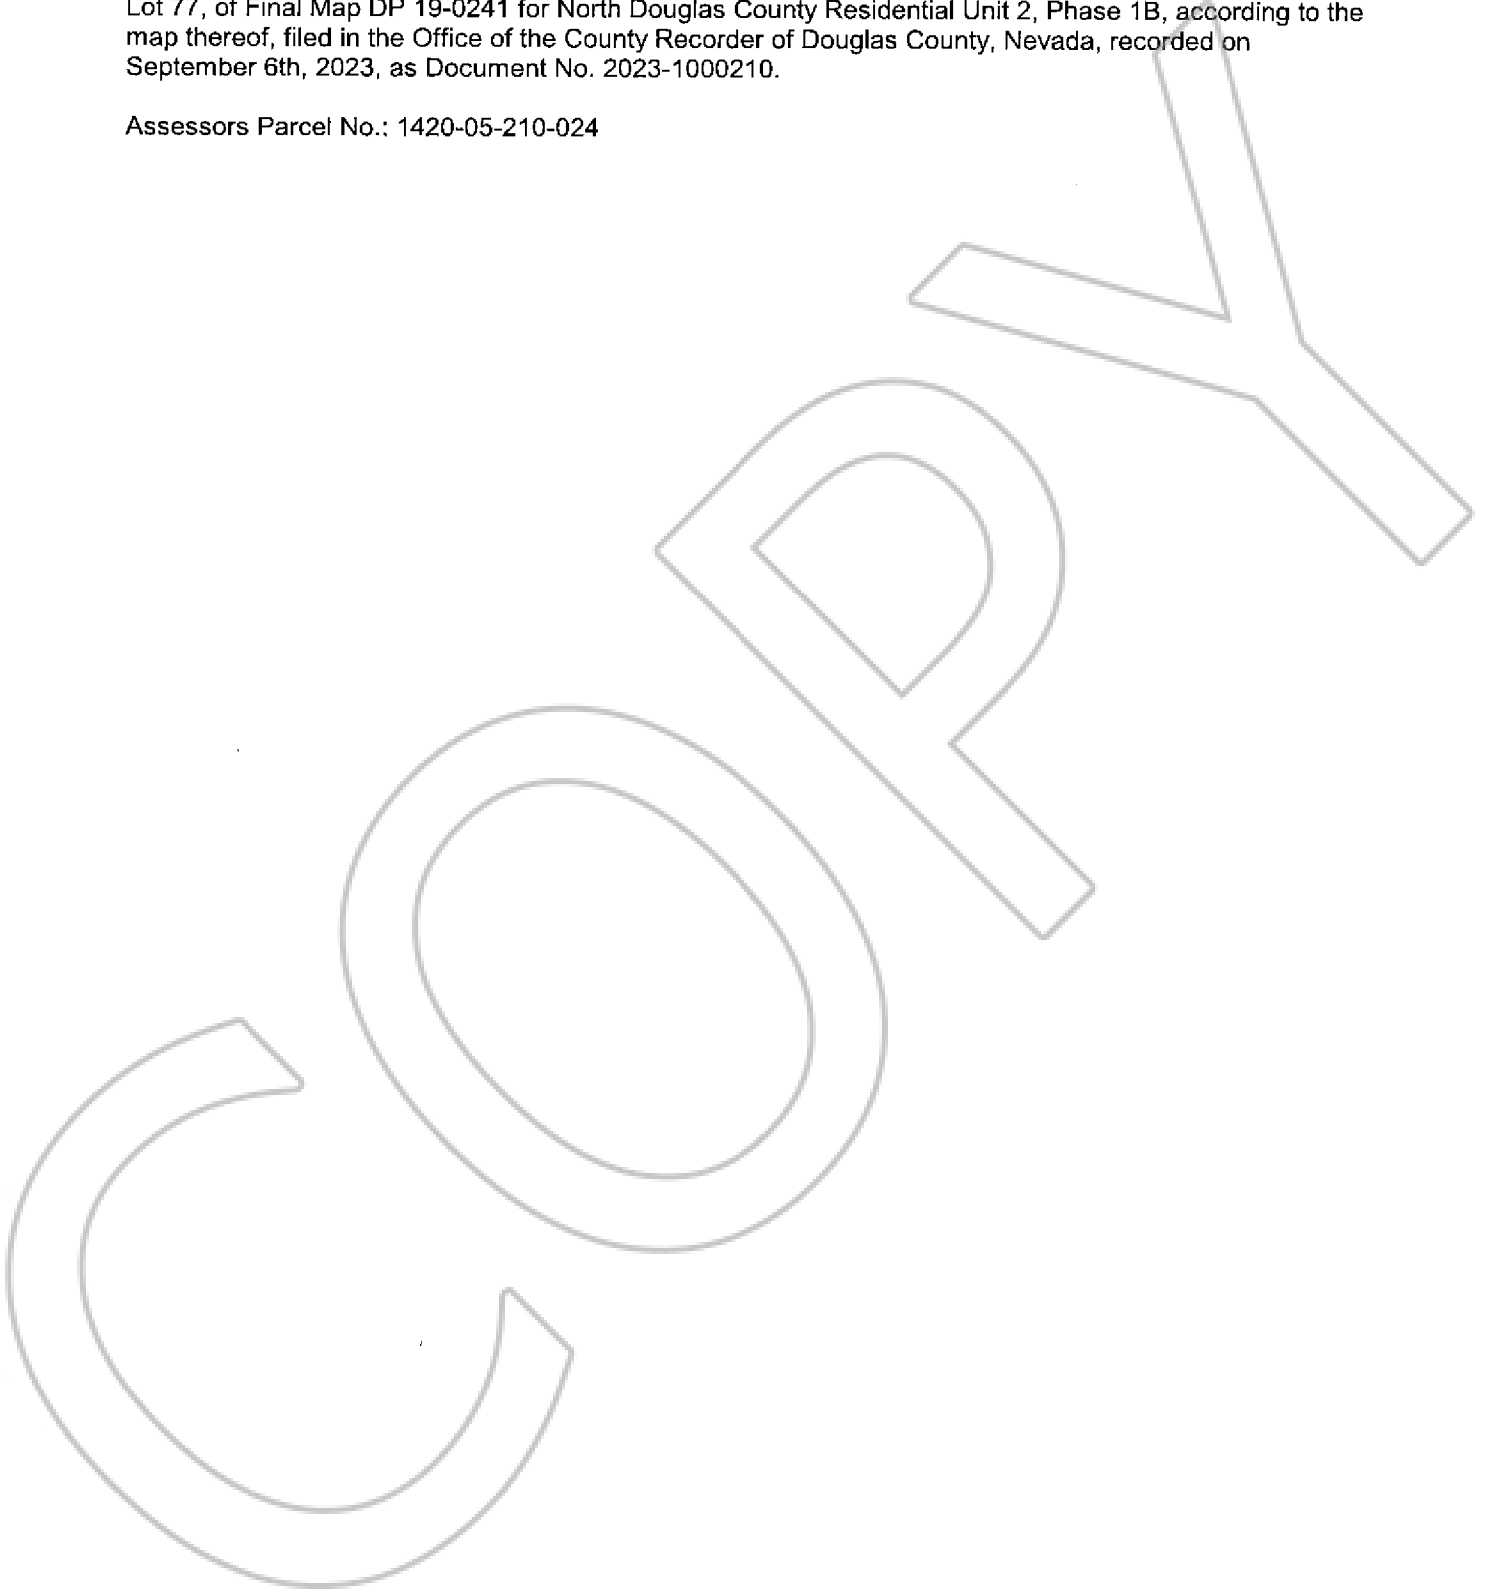 Lot 77, of Final Map DP 19-0241 for North Douglas County Residential Unit 2, Phase 1B, according to the
map thereof, filed in the Office of the County Recorder of Douglas County, Nevada, recorded on
September 6th, 2023, as Document No. 2023-1000210.
Assessors Parcel No.: 1420-05-210-024
COPY